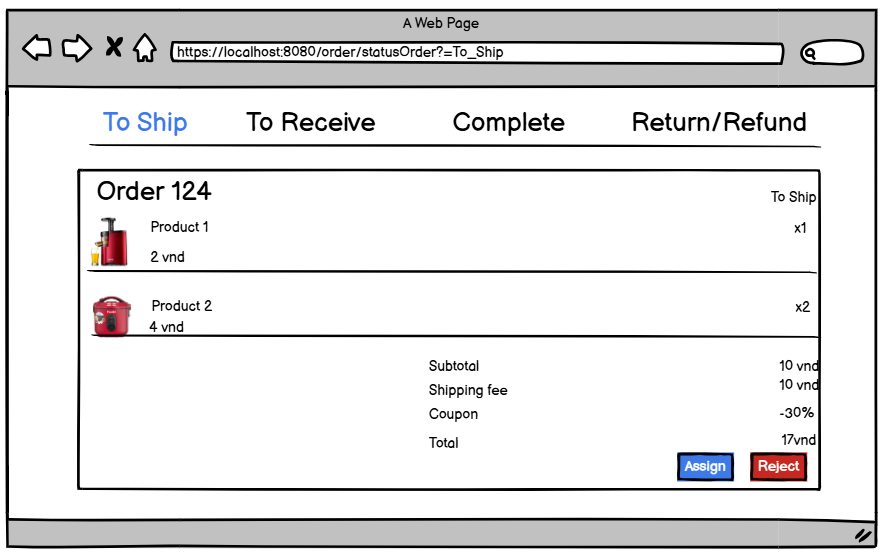 A Web Page
https://localhost:8080/order/statusOrder?=To_Ship
To Ship To Receive Complete Return/Refund
Order 124
To Ship
Product 1 x1
2 vnd
Product 2 x2
4 vnd
Subtotal 10 vnd
Shipping fee 10 vnd
Coupon -30%
Total 17vnd
Assign Reject